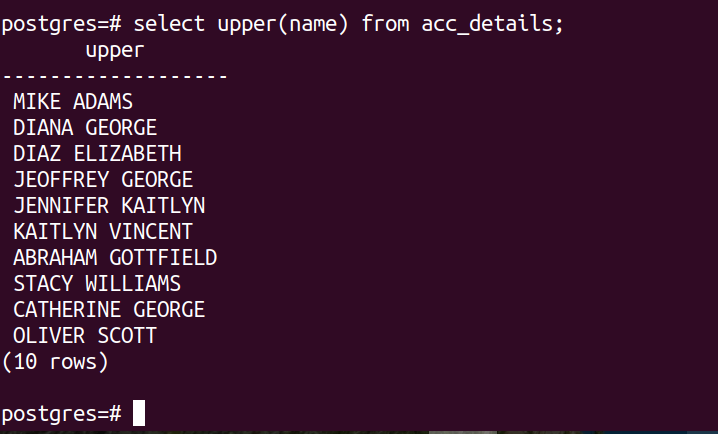 postgres=# select upper(name) from acc_details;
upper
-------------------
MIKE ADAMS
DIANA GEORGE
DIAZ ELIZABETH
JEOFFREY GEORGE
JENNIFER KAITLYN
KAITLYN VINCENT
ABRAHAM GOTTFIELD
STACY WILLIAMS
CATHERINE GEORGE
OLIVER SCOTT
(10 rows)
postgres=#